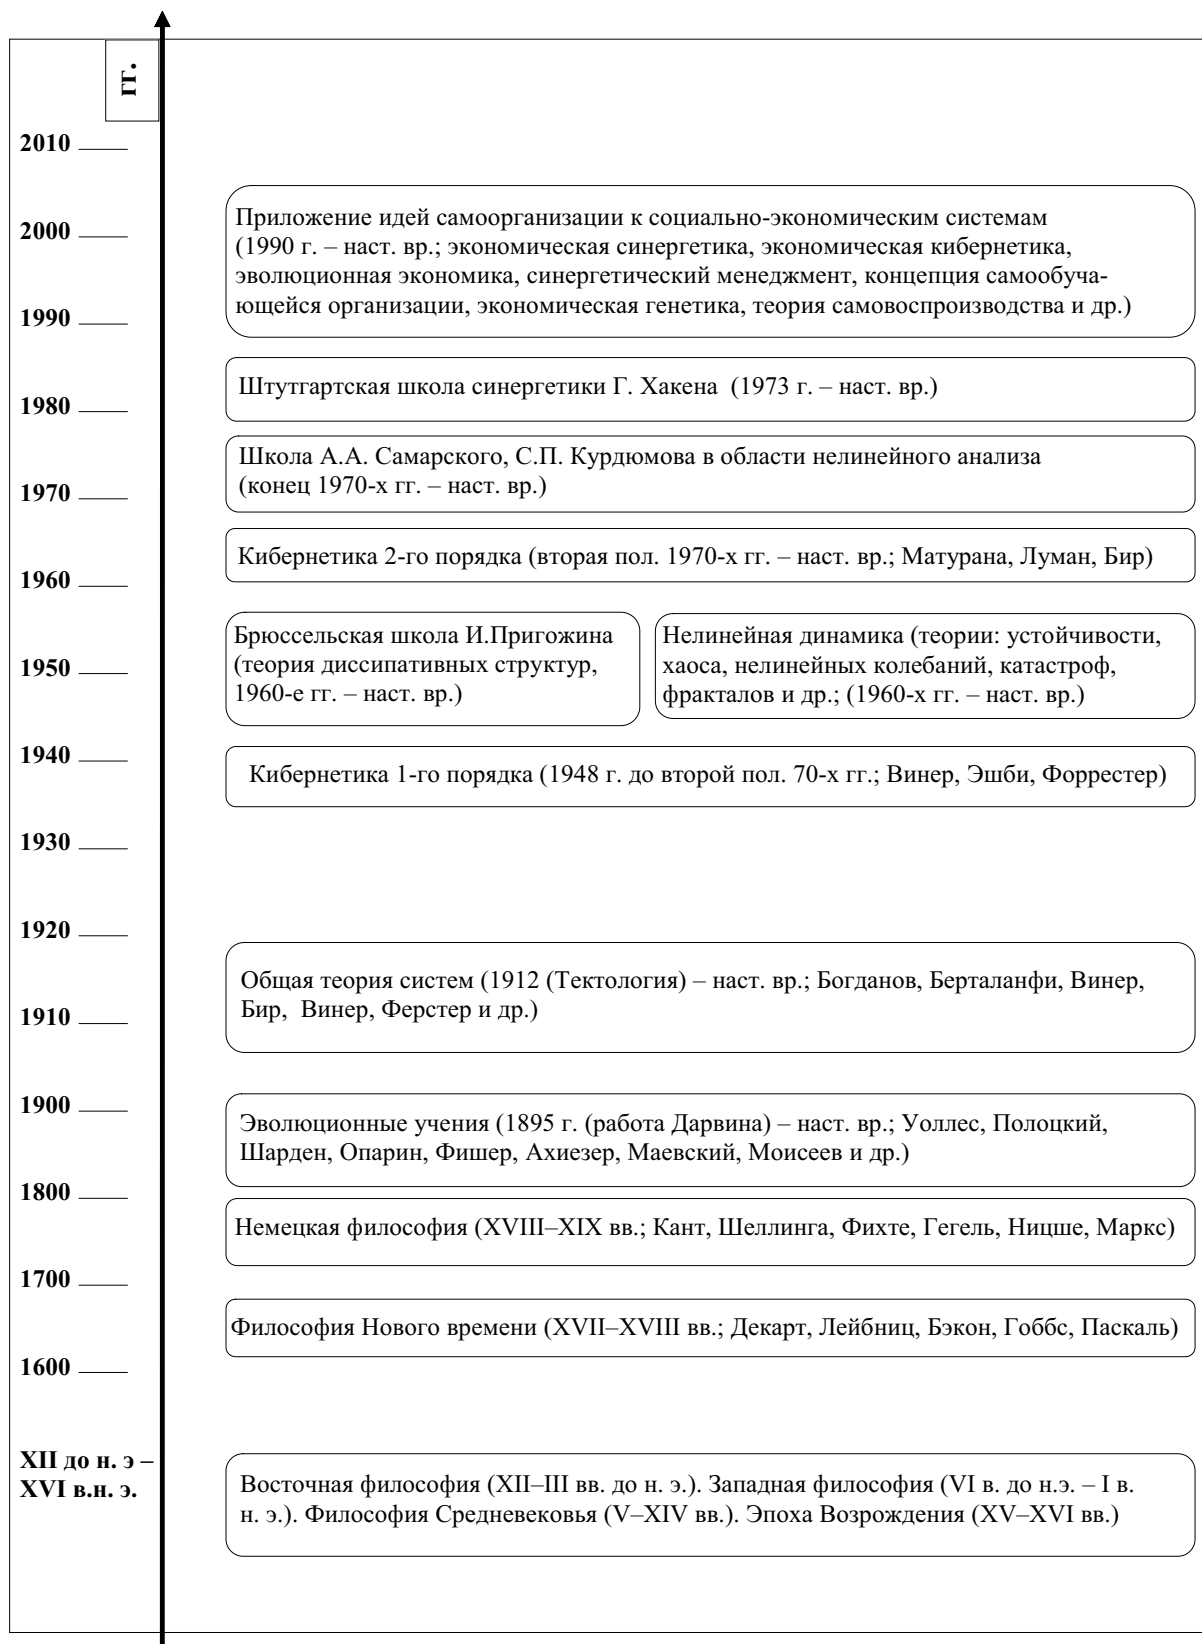 гг.
2010
Приложение идей самоорганизации к социально-экономическим системам
2000
(1990 г. – наст. вр.; экономическая синергетика, экономическая кибернетика,
эволюционная экономика, синергетический менеджмент, концепция самообуча-
ющейся организации, экономическая генетика, теория самовоспроизводства и др.)
1990
Штутгартская школа синергетики Г. Хакена (1973 г. – наст. вр.)
1980
Школа А.А. Самарского, С.П. Курдюмова в области нелинейного анализа
(конец 1970-х гг. – наст. вр.)
1970
Кибернетика 2-го порядка (вторая пол. 1970-х гг. – наст. вр.; Матурана, Луман, Бир)
1960
Брюссельская школа И.Пригожина
(теория диссипативных структур,
1960-е гг. – наст. вр.)
Нелинейная динамика (теории: устойчивости,
хаоса, нелинейных колебаний, катастроф,
фракталов и др.; (1960-х гг. – наст. вр.)
1950
1940
Кибернетика 1-го порядка (1948 г. до второй пол. 70-х гг.; Винер, Эшби, Форрестер)
1930
1920
Общая теория систем (1912 (Тектология) – наст. вр.; Богданов, Берталанфи, Винер,
Бир, Винер, Ферстер и др.)
1910
1900
Эволюционные учения (1895 г. (работа Дарвина) – наст. вр.; Уоллес, Полоцкий,
Шарден, Опарин, Фишер, Ахиезер, Маевский, Моисеев и др.)
1800
Немецкая философия (XVIII–XIX вв.; Кант, Шеллинга, Фихте, Гегель, Ницше, Маркс)
1700
Философия Нового времени (XVII–XVIII вв.; Декарт, Лейбниц, Бэкон, Гоббс, Паскаль)
1600
XII до н. э –
XVI в.н. э.
Восточная философия (XII–III вв. до н. э.). Западная философия (VI в. до н.э. – I в.
н. э.). Философия Средневековья (V–XIV вв.). Эпоха Возрождения (XV–XVI вв.)